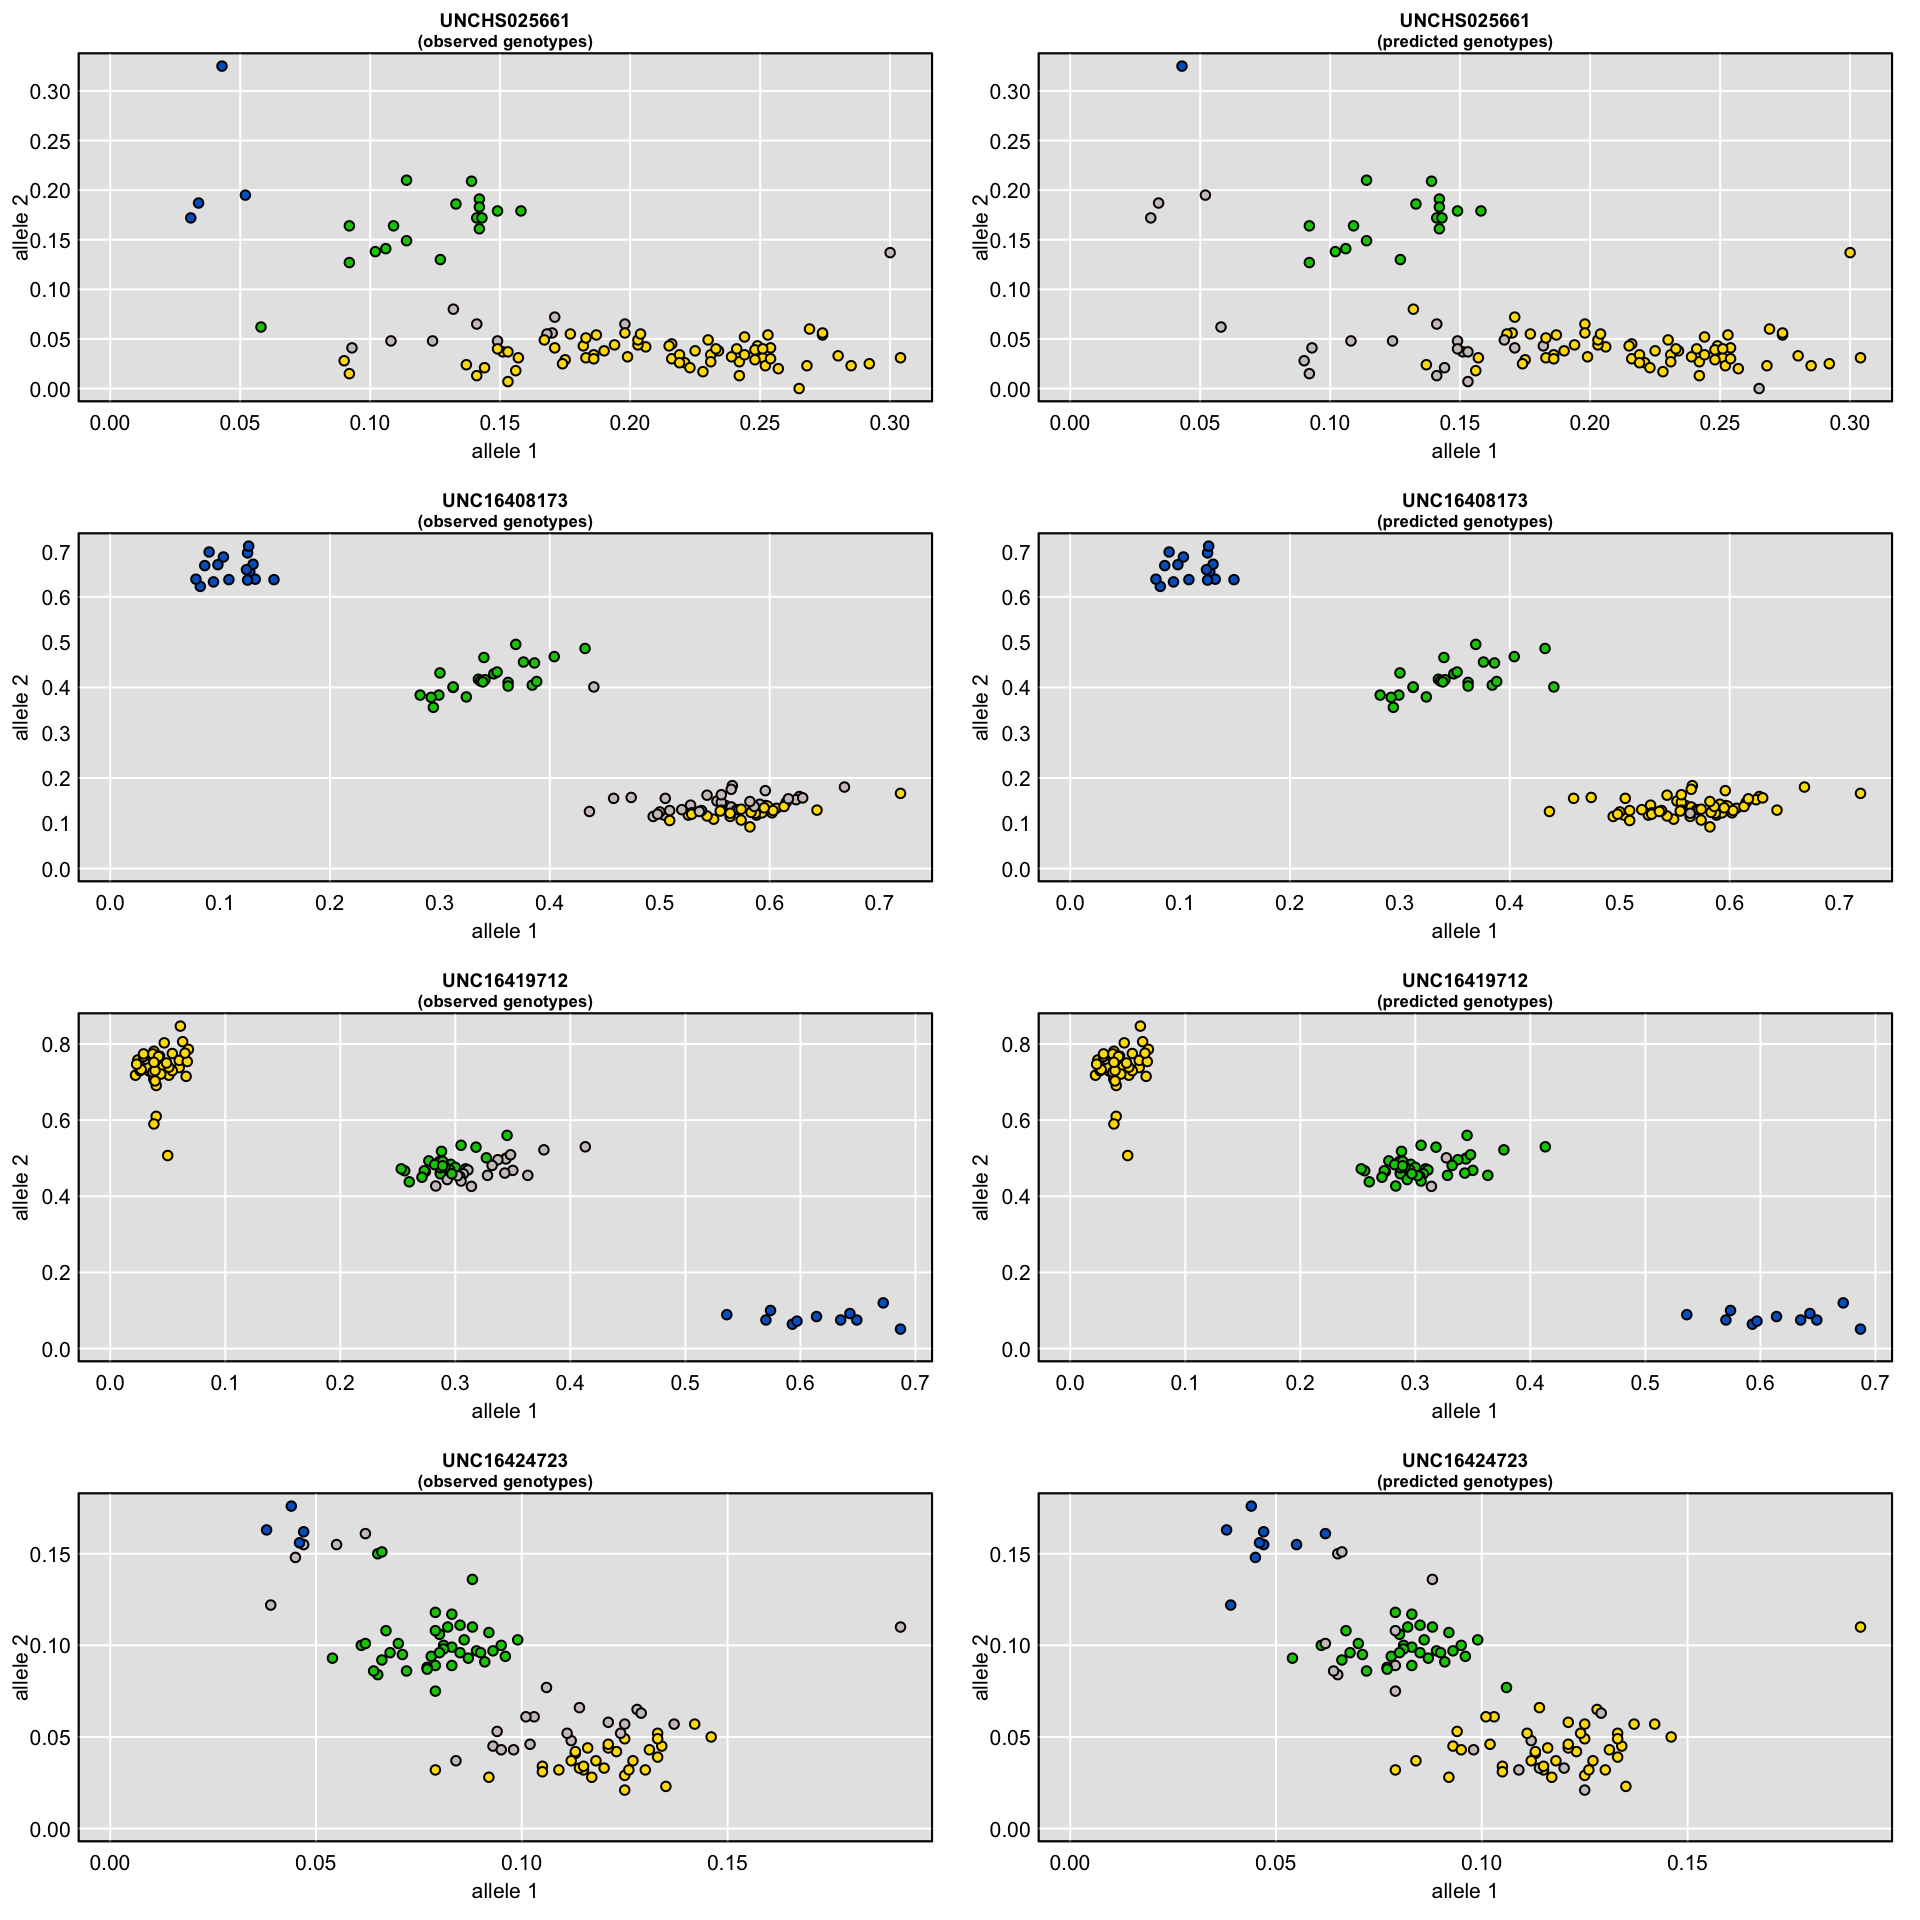 UNCHS025661
(observed genotypes)
0.30
0.25
0.20
0.15
0.10
0.05
0.00
allele 2
0.00 0.05 0.10 0.15 0.20 0.25 0.30
allele 1
UNCHS025661
(predicted genotypes)
0.30
0.25
0.20
0.15
0.10
0.05
0.00
allele 2
0.00 0.05 0.10 0.15 0.20 0.25 0.30
allele 1
UNC16408173
(observed genotypes)
0.7
0.6
0.5
0.4
0.3
0.2
0.1
0.0
allele 2
0.0 0.1 0.2 0.3 0.4 0.5 0.6 0.7
allele 1
UNC16408173
(predicted genotypes)
0.7
0.6
0.5
0.4
0.3
0.2
0.1
0.0
allele 2
0.0 0.1 0.2 0.3 0.4 0.5 0.6 0.7
allele 1
UNC16419712
(observed genotypes)
0.8
0.6
0.4
0.2
0.0
allele 2
0.0 0.1 0.2 0.3 0.4 0.5 0.6 0.7
allele 1
UNC16419712
(predicted genotypes)
0.8
0.6
0.4
0.2
0.0
allele 2
0.0 0.1 0.2 0.3 0.4 0.5 0.6 0.7
allele 1
UNC16424723
(observed genotypes)
0.15
0.10
0.05
0.00
allele 2
0.00 0.05 0.10 0.15
allele 1
UNC16424723
(predicted genotypes)
0.15
0.10
0.05
0.00
allele 2
0.00 0.05 0.10 0.15
allele 1